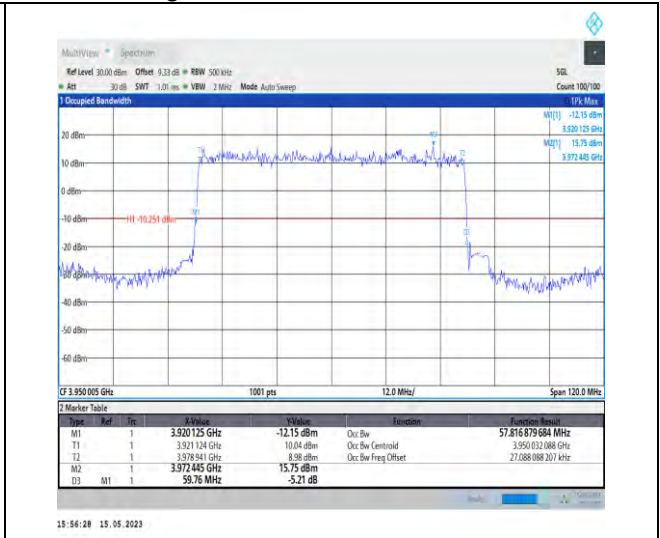 MultiView Spectrum
Ref Level 30.00 dBm Offset 9.33 dB RBW 500 kHz SGL
Att 30 dB SWT 1.01 ms VBW 2 MHz Mode Auto Sweep Count 100/100
1 Occupied Bandwidth 1Pk Max
M1[1] -12.15 dBm
3.920 125 GHz
M2[1] 15.75 dBm
3.972 445 GHz
20 dBm
10 dBm
0 dBm
-10 dBm
H1 -10.251 dBm
-20 dBm
-30 dBm
-40 dBm
-50 dBm
-60 dBm
M1
M2
T2
CF 3.950 005 GHz 1001 pts 12.0 MHz/ Span 120.0 MHz
2 Marker Table
Type Ref Trc X-Value Y-Value Function Function Result
M1 1 3.920 125 GHz -12.15 dBm Occ Bw 57.816 879 684 MHz
T1 1 3.921 124 GHz 10.04 dBm Occ Bw Centroid 3.950 032 088 GHz
T2 1 3.978 941 GHz 8.98 dBm Occ Bw Freq Offset 27.088 088 207 kHz
M2 1 3.972 445 GHz 15.75 dBm
D3 M1 1 59.76 MHz -5.21 dB
15:56:28 15.05.2023